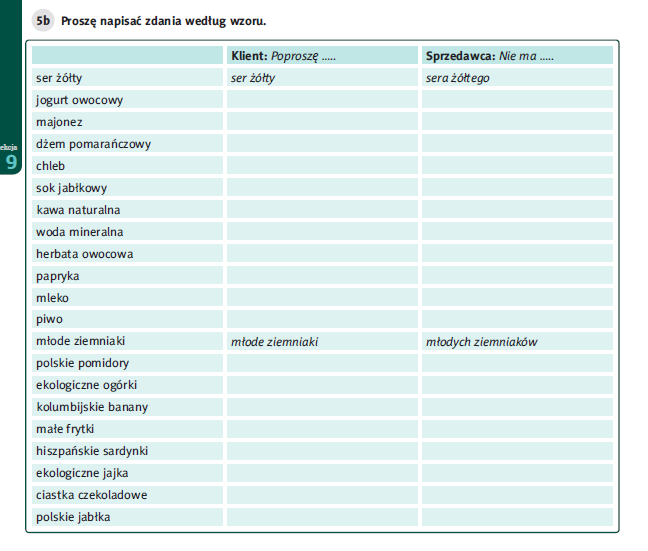 5b Proszę napisać zdania według wzoru.
Klient: Poproszę ..... Sprzedawca: Nie ma .....
ser żółty ser żółty sera żółtego
jogurt owocowy
majonez
dżem pomarańczowy
chleb
ekcja
9
sok jabłkowy
kawa naturalna
woda mineralna
herbata owocowa
papryka
mleko
piwo
młode ziemniaki młode ziemniaki młodych ziemniaków
polskie pomidory
ekologiczne ogórki
kolumbijskie banany
małe frytki
hiszpańskie sardynki
ekologiczne jajka
ciastka czekoladowe
polskie jabłka